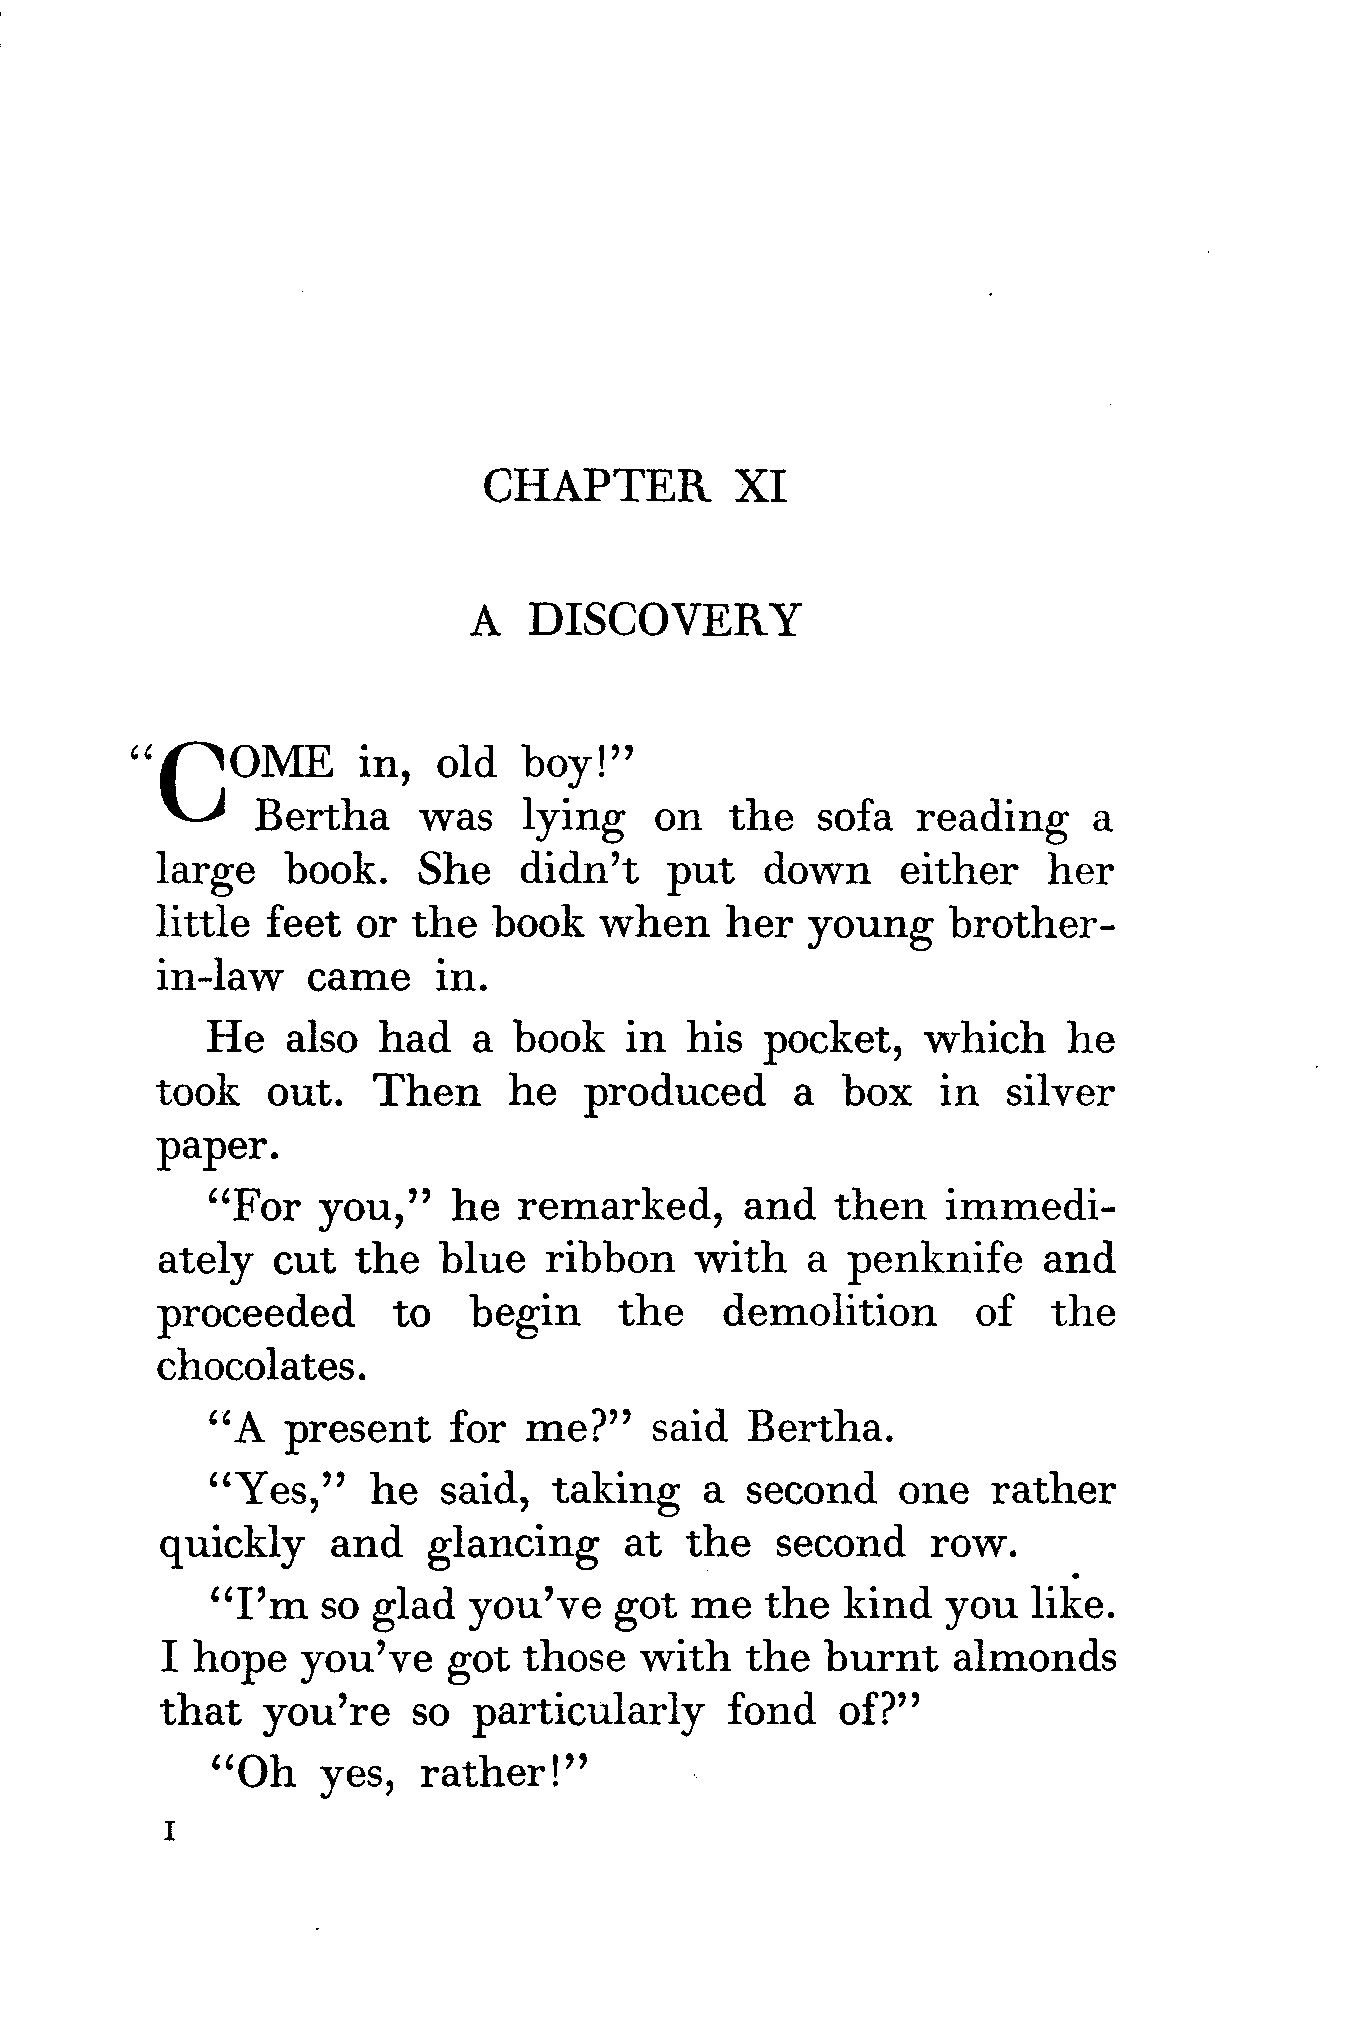 CHAPTER XI
A DISCOVERY
“COME in, old boy!”
Bertha was lying on the sofa reading a
large book. She didn’t put down either her
little feet or the book when her young brother-
in-law came in.
He also had a book in his pocket, which he
took out. Then he produced a box in silver
paper.
“For you,” he remarked, and then immedi-
ately cut the blue ribbon with a penknife and
proceeded to begin the demolition of the
chocolates.
“A present for me?” said Bertha.
“Yes,” he said, taking a second one rather
quickly and glancing at the second row.
“I’m so glad you’ve got me the kind you like.
I hope you’ve got those with the burnt almonds
that you’re so particularly fond of?”
“Oh yes, rather!”
I